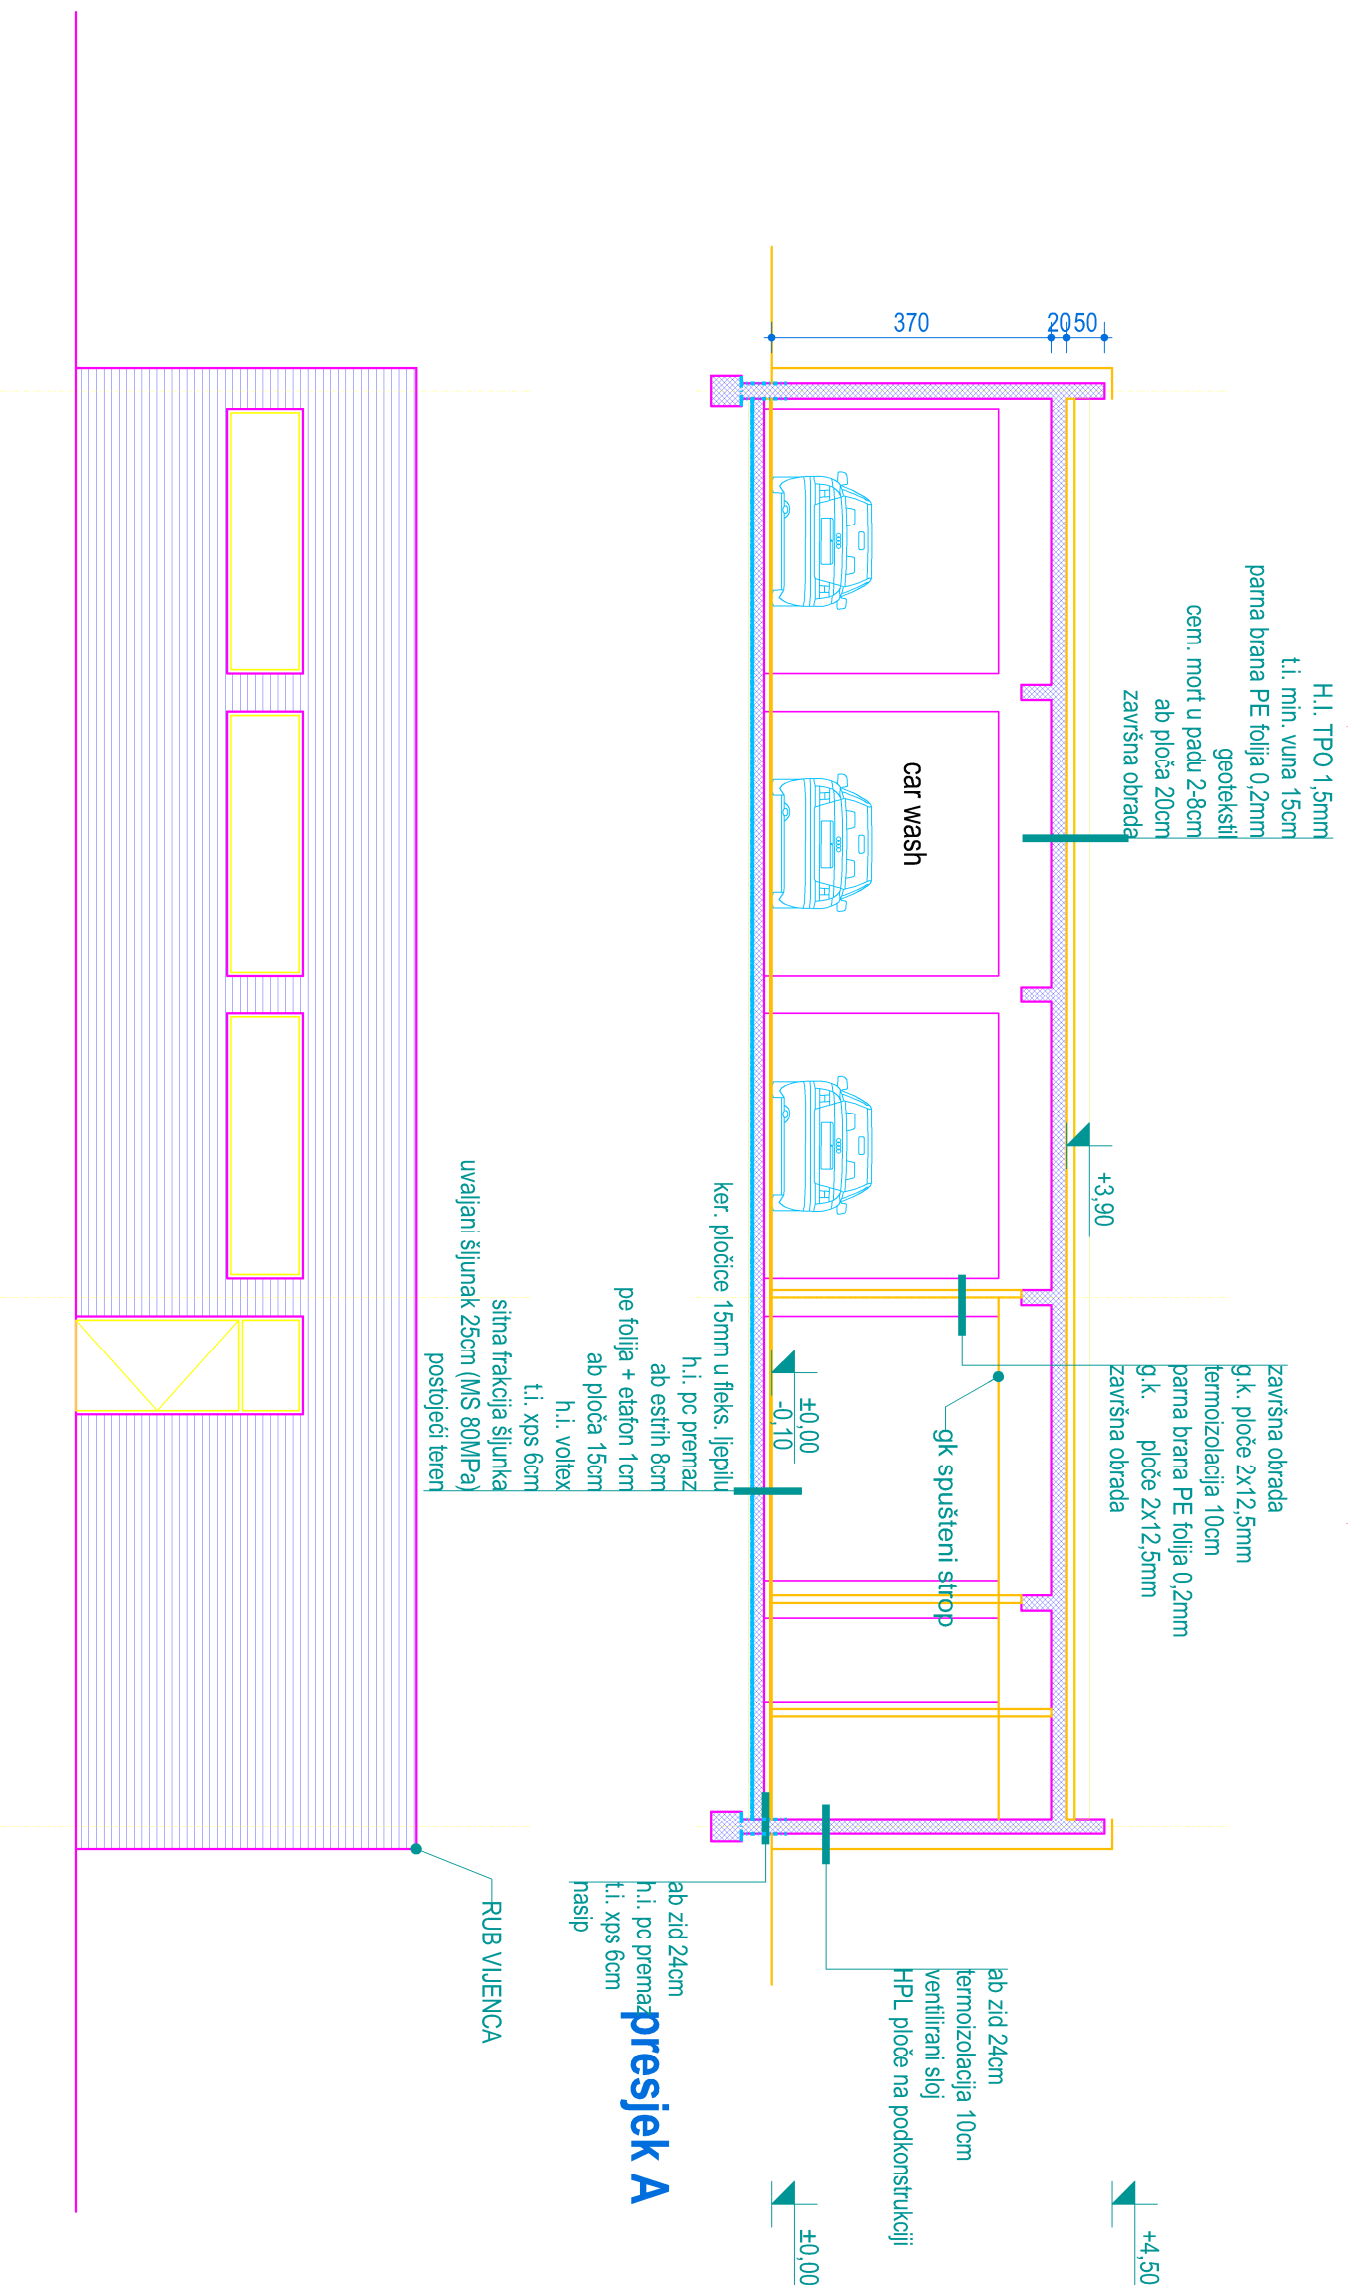 H.I. TPO 1,5mm
t.i. min. vuna 15cm
parna brana PE folija 0,2mm
geotekstil
cem. mort u padu 2-8cm
ab ploča 20cm
završna obrada
370
20
50
car wash
+3,90
završna obrada
g.k. ploče 2x12,5mm
termoizolacija 10cm
parna brana PE folija 0,2mm
g.k. ploče 2x12,5mm
završna obrada
gk spušteni strop
±0,00
-0,10
ker. pločice 15mm u fleks. ljepilu
h.i. pc premaz
ab estrih 8cm
pe folija + etafon 1cm
ab ploča 15cm
h.i. voltex
t.i. xps 6cm
sitna frakcija šljunka
uvaljani šljunak 25cm (MS 80MPa)
postojeći teren
ab zid 24cm
termoizolacija 10cm
ventilirani sloj
HPL ploče na podkonstrukciji
ab zid 24cm
h.i. pc premaz
t.i. xps 6cm
nasip
+4,50
±0,00
presjek A
RUB VIJENCA